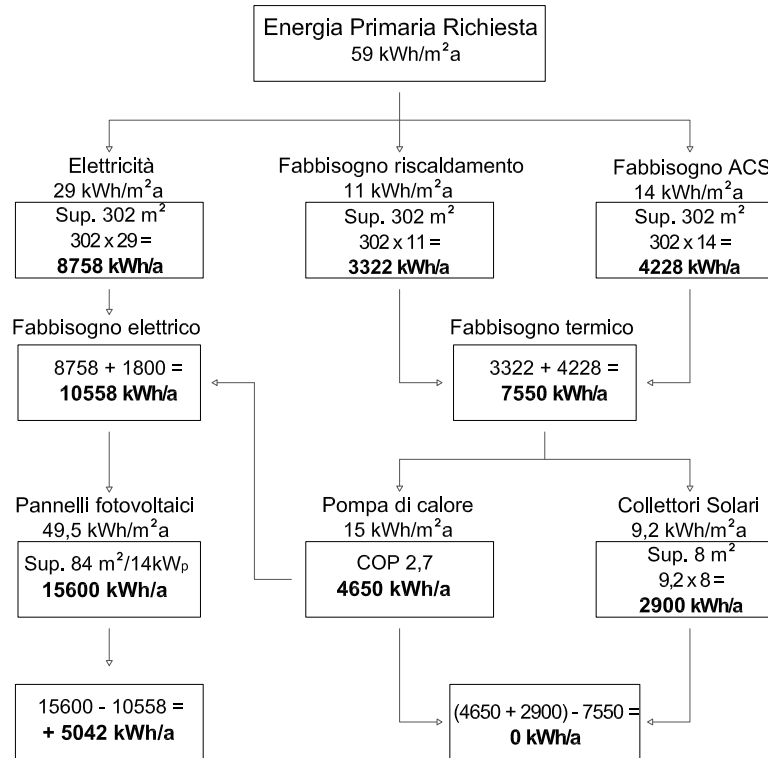 Energia Primaria Richiesta
59 kWh/m²a
Elettricità
29 kWh/m²a
Sup. 302 m²
302 x 29 =
8758 kWh/a
Fabbisogno riscaldamento
11 kWh/m²a
Sup. 302 m²
302 x 11 =
3322 kWh/a
Fabbisogno ACS
14 kWh/m²a
Sup. 302 m²
302 x 14 =
4228 kWh/a
Fabbisogno elettrico
8758 + 1800 =
10558 kWh/a
Fabbisogno termico
3322 + 4228 =
7550 kWh/a
Pannelli fotovoltaici
49,5 kWh/m²a
Sup. 84 m²/14kWₚ
15600 kWh/a
Pompa di calore
15 kWh/m²a
COP 2,7
4650 kWh/a
Collettori Solari
9,2 kWh/m²a
Sup. 8 m²
9,2 x 8 =
2900 kWh/a
15600 - 10558 =
+ 5042 kWh/a
(4650 + 2900) - 7550 =
0 kWh/a